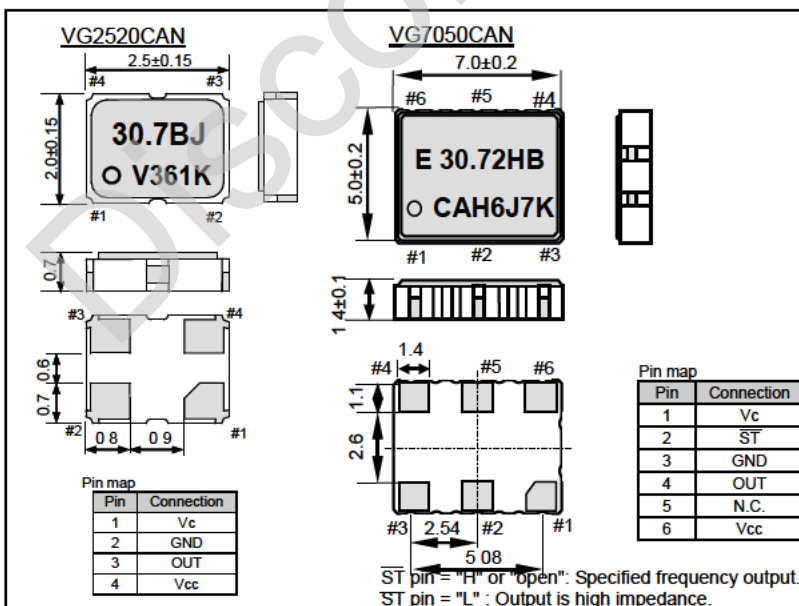 Disco
VG2520CAN
2.5±0.15
#4 #3
2.0±0.15
30.7BJ
V361K
#1 #2
0.7
#3 #4
0.6
0.7
#2 #1
0 8 0 9
Pin map
Pin Connection
1 Vc
2 GND
3 OUT
4 Vcc
VG7050CAN
7.0±0.2
#6 #5 #4
5.0±0.2
E 30.72HB
CAH6J7K
#1 #2 #3
1 4±0.1
1.4
#4 #5 #6
1.1
2.6
#3 2.54 #2 #1
5 08
Pin map
Pin Connection
1 Vc
2 S̅T̅
3 GND
4 OUT
5 N.C.
6 Vcc
S̅T̅ pin = "H" or "open": Specified frequency output.
S̅T̅ pin = "L" : Output is high impedance.